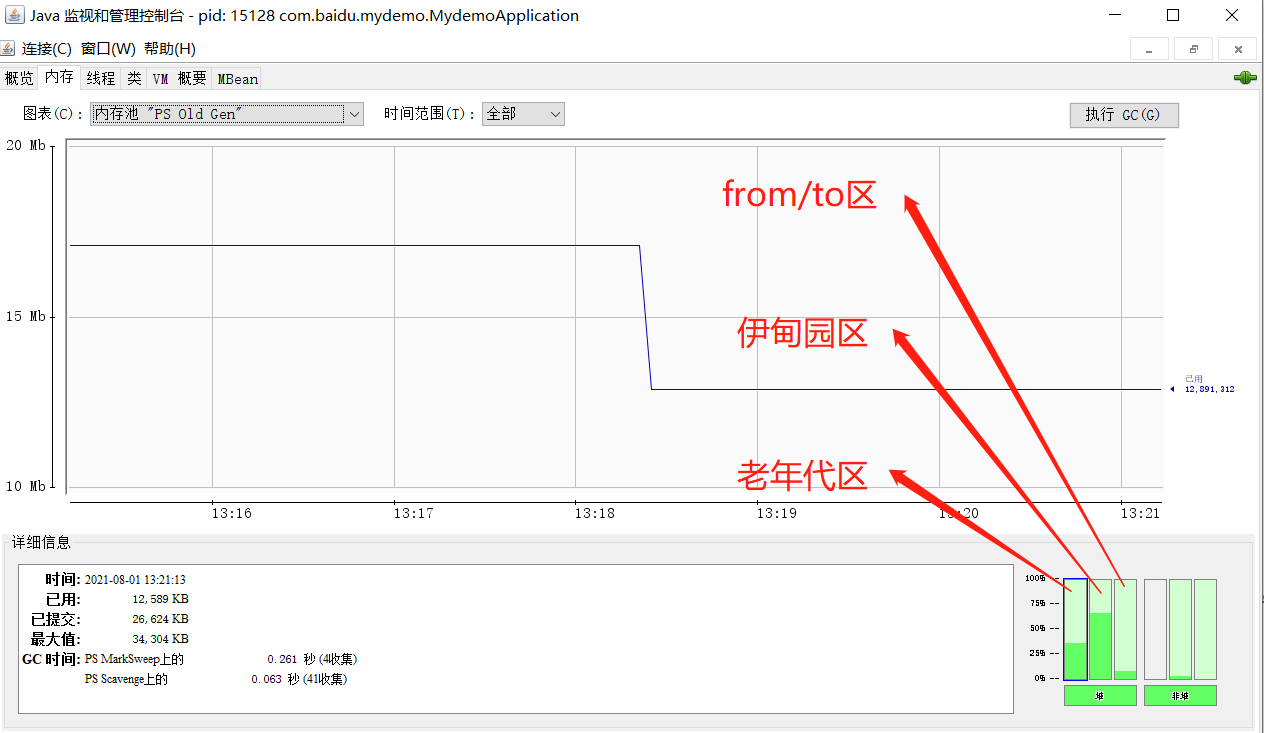 Java 监视和管理控制台 - pid: 15128 com.baidu.mydemo.MydemoApplication
连接(C) 窗口(W) 帮助(H)
概览 内存 线程 类 VM 概要 MBean
图表(C): 内存池 "PS Old Gen" 时间范围(T): 全部 执行 GC(G)
20 Mb
from/to区
15 Mb
伊甸园区
已用
12,891,312
老年代区
10 Mb
13:16 13:17 13:18 13:19 13:20 13:21
详细信息
时间: 2021-08-01 13:21:13
已用: 12,589 KB
已提交: 26,624 KB
最大值: 34,304 KB
GC 时间: PS MarkSweep上的 0.261 秒 (4收集)
PS Scavenge上的 0.063 秒 (41收集)
100% --
75% --
50% --
25% --
0% --
堆 非堆